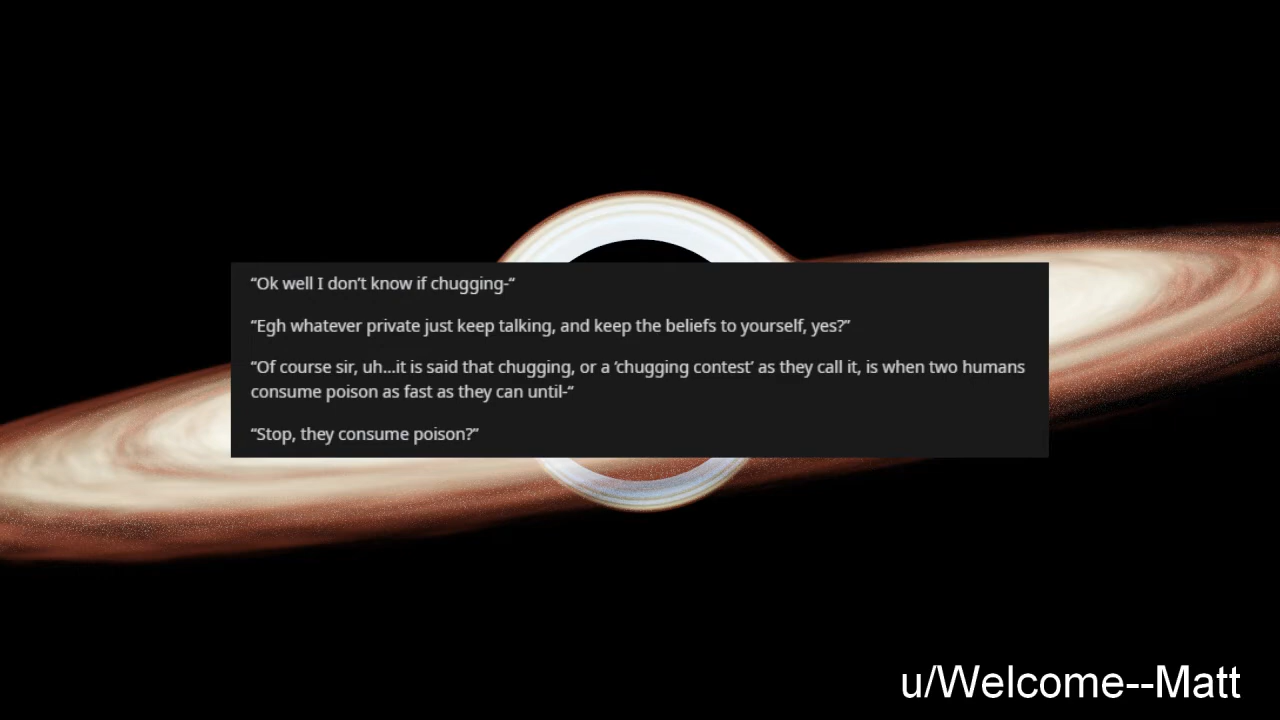 “Ok well I don’t know if chugging-“
“Egh whatever private just keep talking, and keep the beliefs to yourself, yes?”
“Of course sir, uh...it is said that chugging, or a ‘chugging contest’ as they call it, is when two humans
consume poison as fast as they can until-“
“Stop, they consume poison?”
u/Welcome--Matt